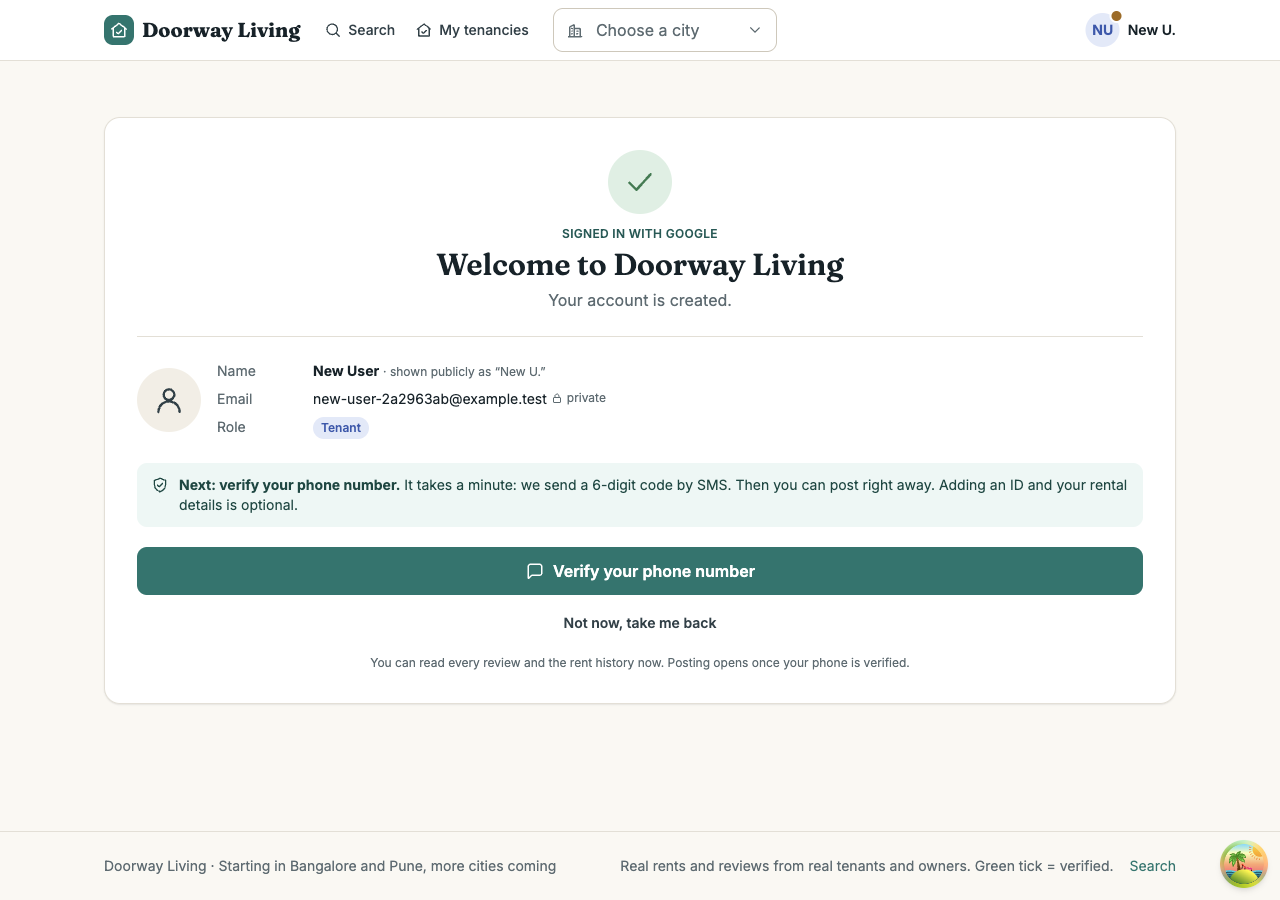 Doorway Living
Search
My tenancies
Choose a city
NU
New U.
SIGNED IN WITH GOOGLE
Welcome to Doorway Living
Your account is created.
Name
New User · shown publicly as “New U.”
Email
new-user-2a2963ab@example.test private
Role
Tenant
Next: verify your phone number. It takes a minute: we send a 6-digit code by SMS. Then you can post right away. Adding an ID and your rental
details is optional.
Verify your phone number
Not now, take me back
You can read every review and the rent history now. Posting opens once your phone is verified.
Doorway Living · Starting in Bangalore and Pune, more cities coming
Real rents and reviews from real tenants and owners. Green tick = verified.
Search